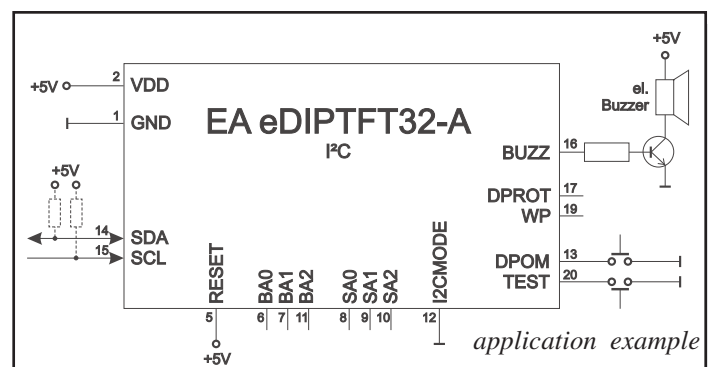 +5V
+5V
2
VDD
1
GND
EA eDIPTFT32-A
I²C
el.
Buzzer
BUZZ
16
+5V
DPROT
17
WP
19
14
SDA
15
SCL
DPOM
13
TEST
20
RESET
BA0
BA1
BA2
SA0
SA1
SA2
I2CMODE
5
6
7
11
8
9
10
12
+5V
application example